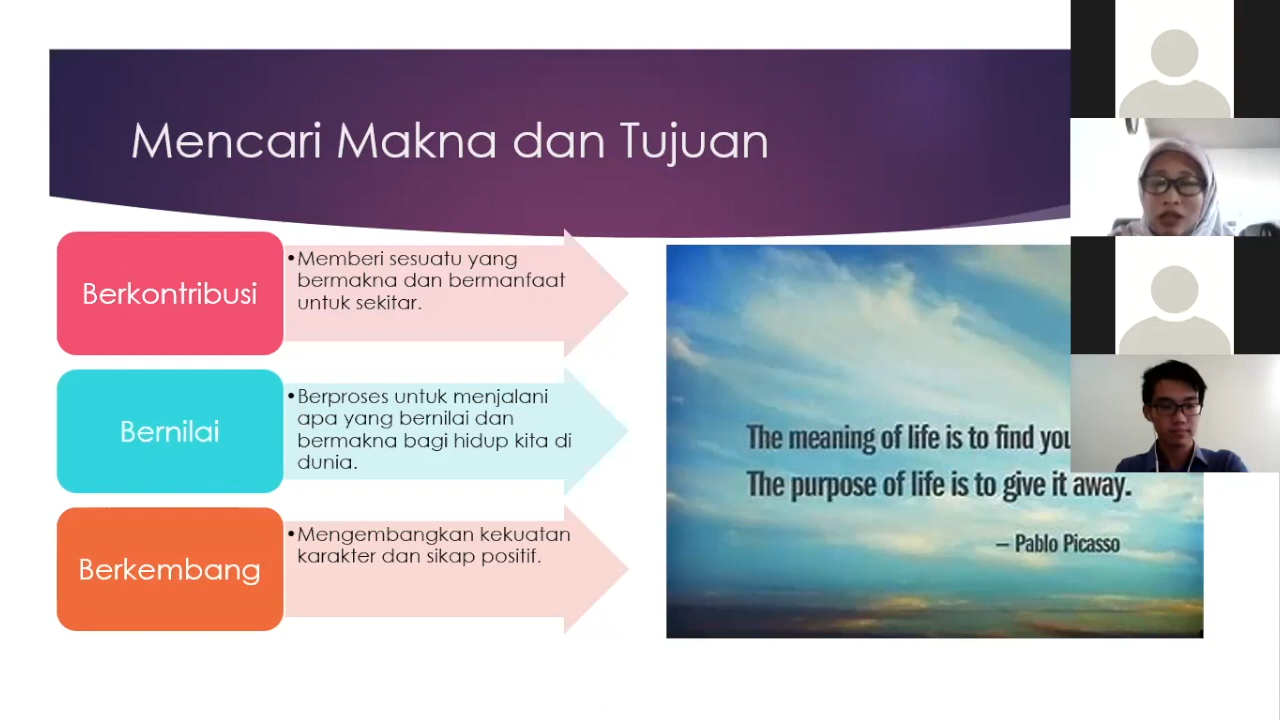 Mencari Makna dan Tujuan
Berkontribusi
•Memberi sesuatu yang
bermakna dan bermanfaat
untuk sekitar.
Bernilai
•Berproses untuk menjalani
apa yang bernilai dan
bermakna bagi hidup kita di
dunia.
Berkembang
•Mengembangkan kekuatan
karakter dan sikap positif.
The meaning of life is to find
The purpose of life is to give it away.
– Pablo Picasso